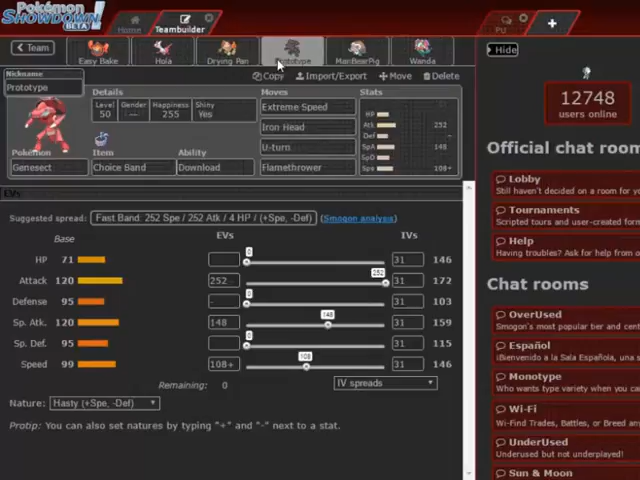 Pokémon
SHOWDOWN
BETA
Home
Teambuilder
PU
+
< Team
Easy Bake
Hola
Drying Pan
Prototype
ManBearPig
Wanda
Hide
Nickname
Prototype
Copy
Import/Export
Move
Delete
Details
Level
50
Gender
-
Happiness
255
Shiny
Yes
Moves
Extreme Speed
Iron Head
U-turn
Flamethrower
Stats
HP
Atk
252
Def
-
SpA
148
SpD
Spe
108+
Pokémon
Genesect
Item
Choice Band
Ability
Download
EVs
Suggested spread:
Fast Band: 252 Spe / 252 Atk / 4 HP / (+Spe, -Def)
(Smogon analysis)
Base
EVs
IVs
HP 71 0 31 146
Attack 120 252 252 31 172
Defense 95 - 0 31 103
Sp. Atk. 120 148 148 31 159
Sp. Def. 95 0 31 115
Speed 99 108+ 108 31 146
Remaining: 0
IV spreads
Nature: Hasty (+Spe, -Def)
Protip: You can also set natures by typing "+" and "-" next to a stat.
12748
users online
Official chat roo
Lobby
Still haven't decided on a room for yo
Tournaments
Scripted tours and user-created form
Help
Having troubles? Ask for help from o
Chat rooms
OverUsed
Smogon's most popular tier and cent
Español
¡Bienvenido a la Sala Española, una s
Monotype
Who wants type variety when you ca
Wi-Fi
Wi-Find Trades, Battles, or Breed an
UnderUsed
Underused but not underplayed!
Sun & Moon